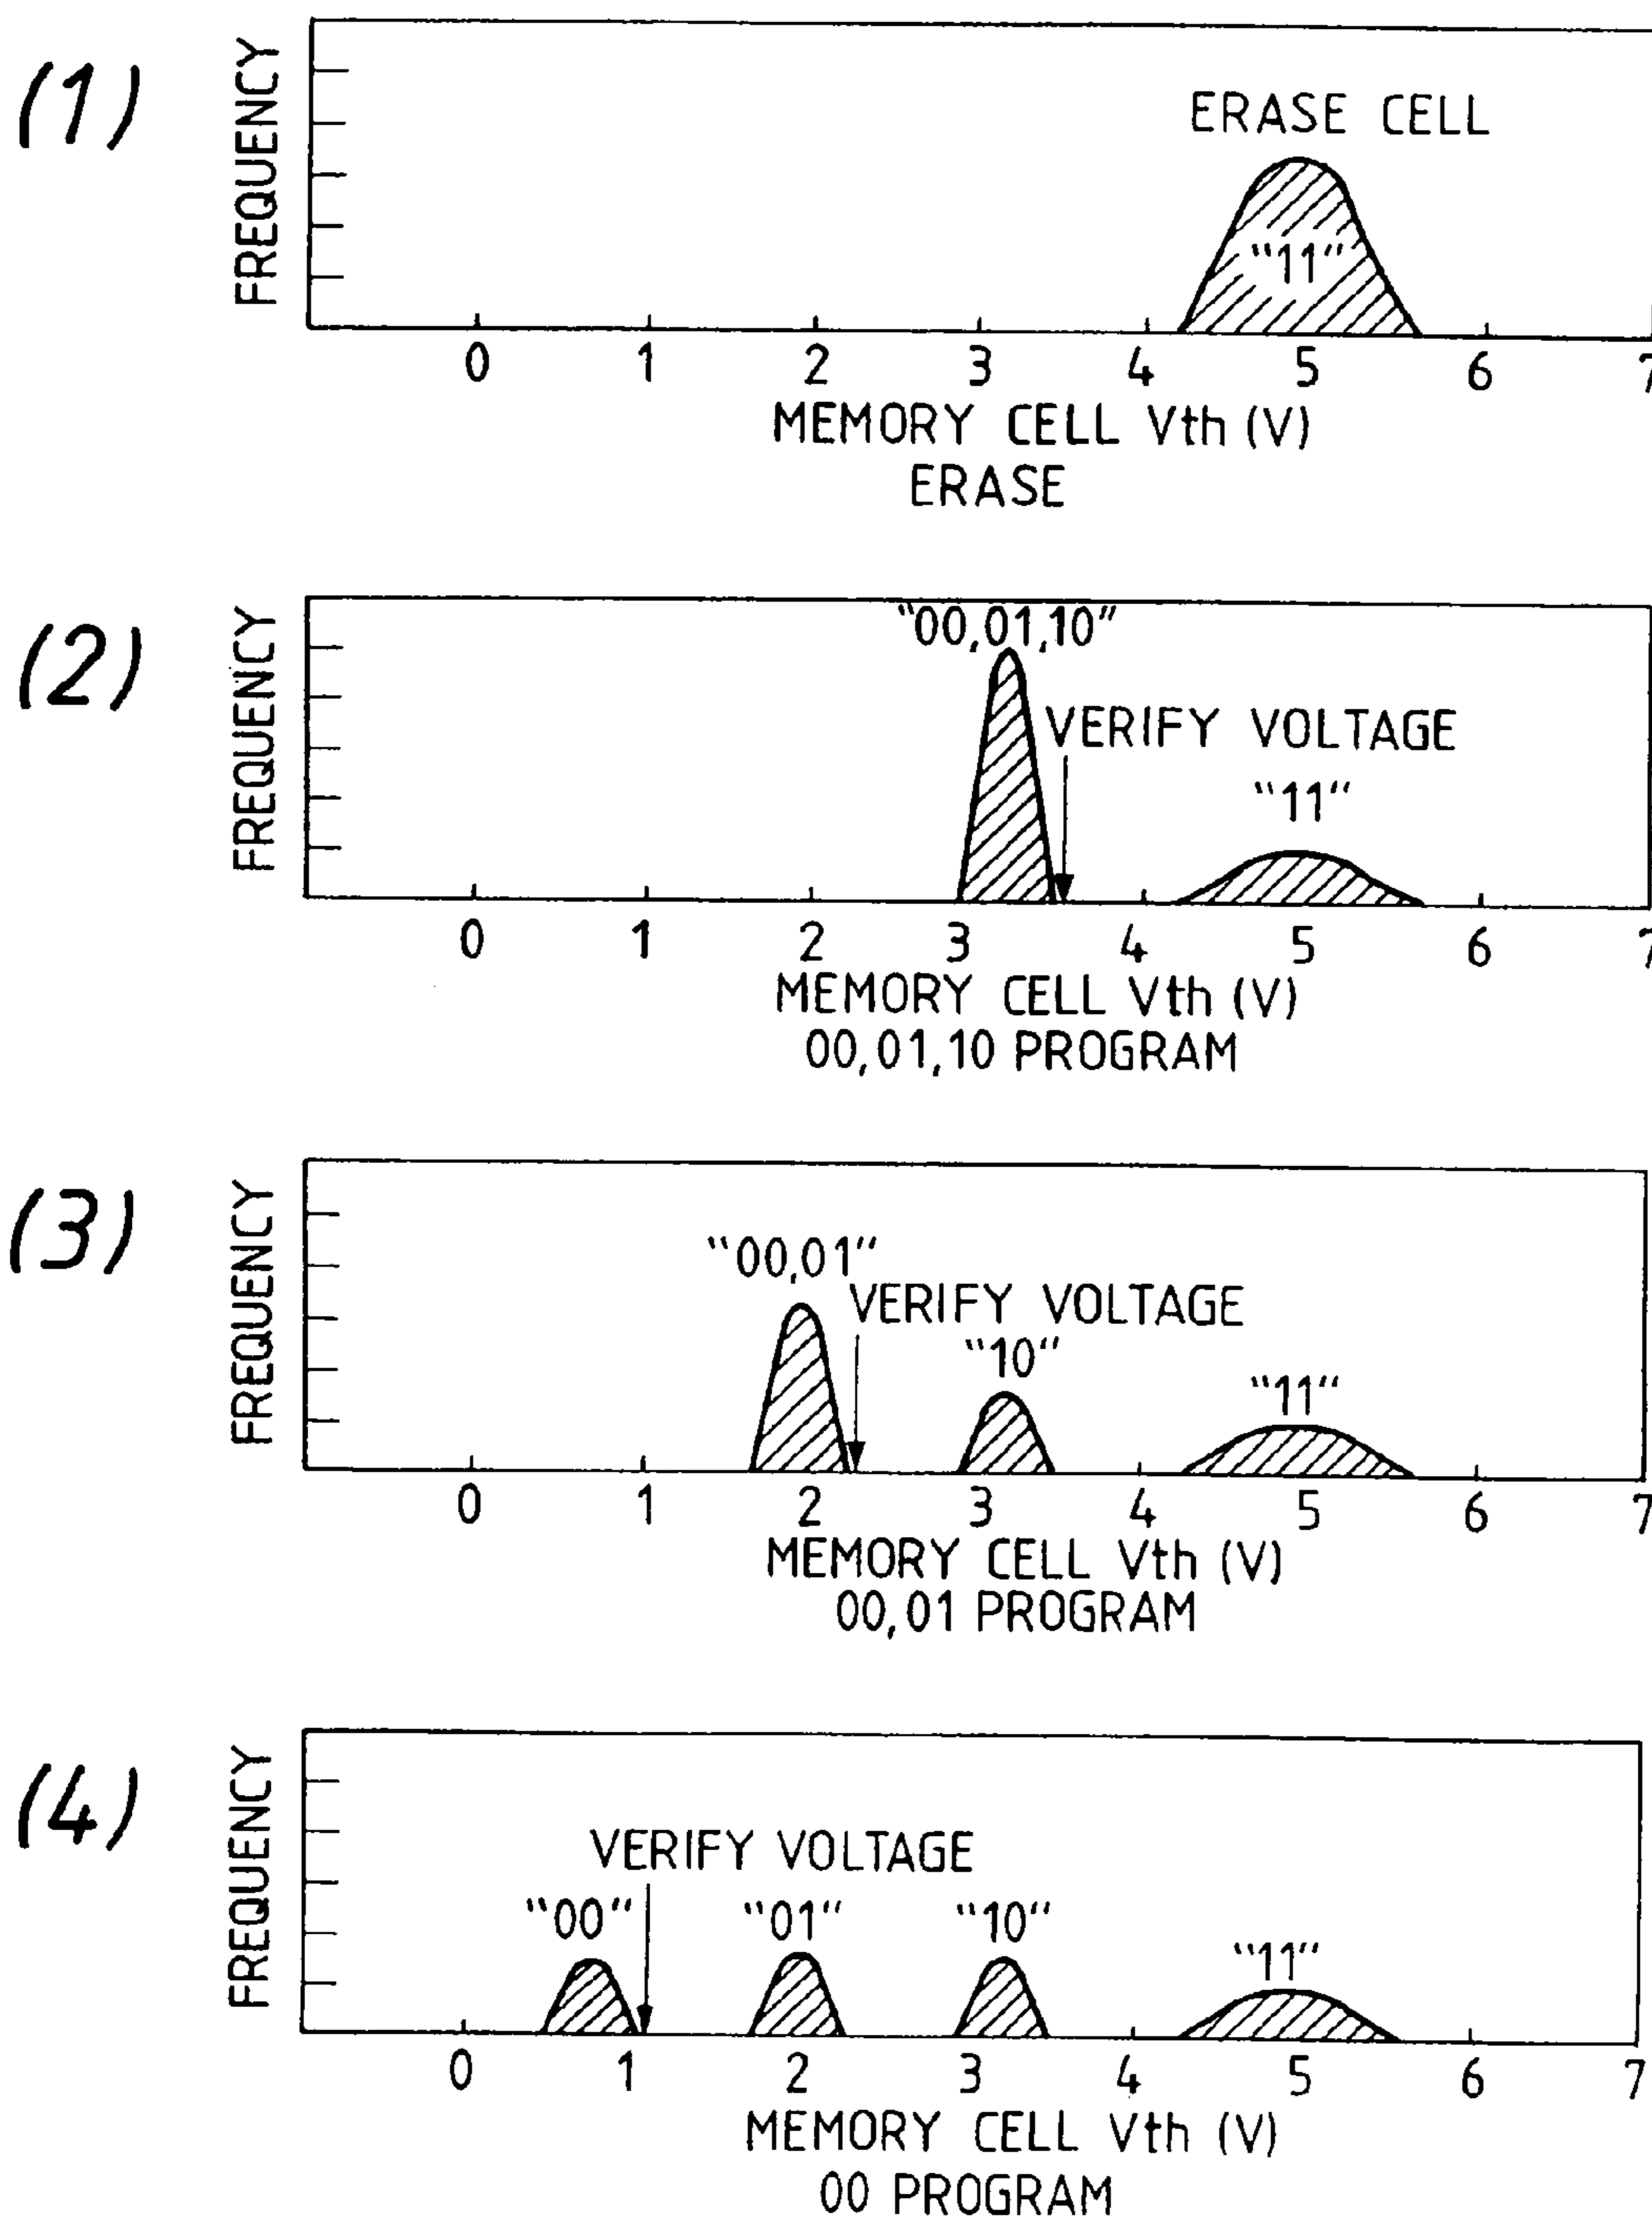 (1)
FREQUENCY
ERASE CELL
"11"
0 1 2 3 4 5 6 7
MEMORY CELL Vth (V)
ERASE
(2)
FREQUENCY
"00,01,10"
VERIFY VOLTAGE
"11"
0 1 2 3 4 5 6 7
MEMORY CELL Vth (V)
00,01,10 PROGRAM
(3)
FREQUENCY
"00,01"
VERIFY VOLTAGE
"10"
"11"
0 1 2 3 4 5 6 7
MEMORY CELL Vth (V)
00,01 PROGRAM
(4)
FREQUENCY
VERIFY VOLTAGE
"00" "01" "10"
"11"
0 1 2 3 4 5 6 7
MEMORY CELL Vth (V)
00 PROGRAM